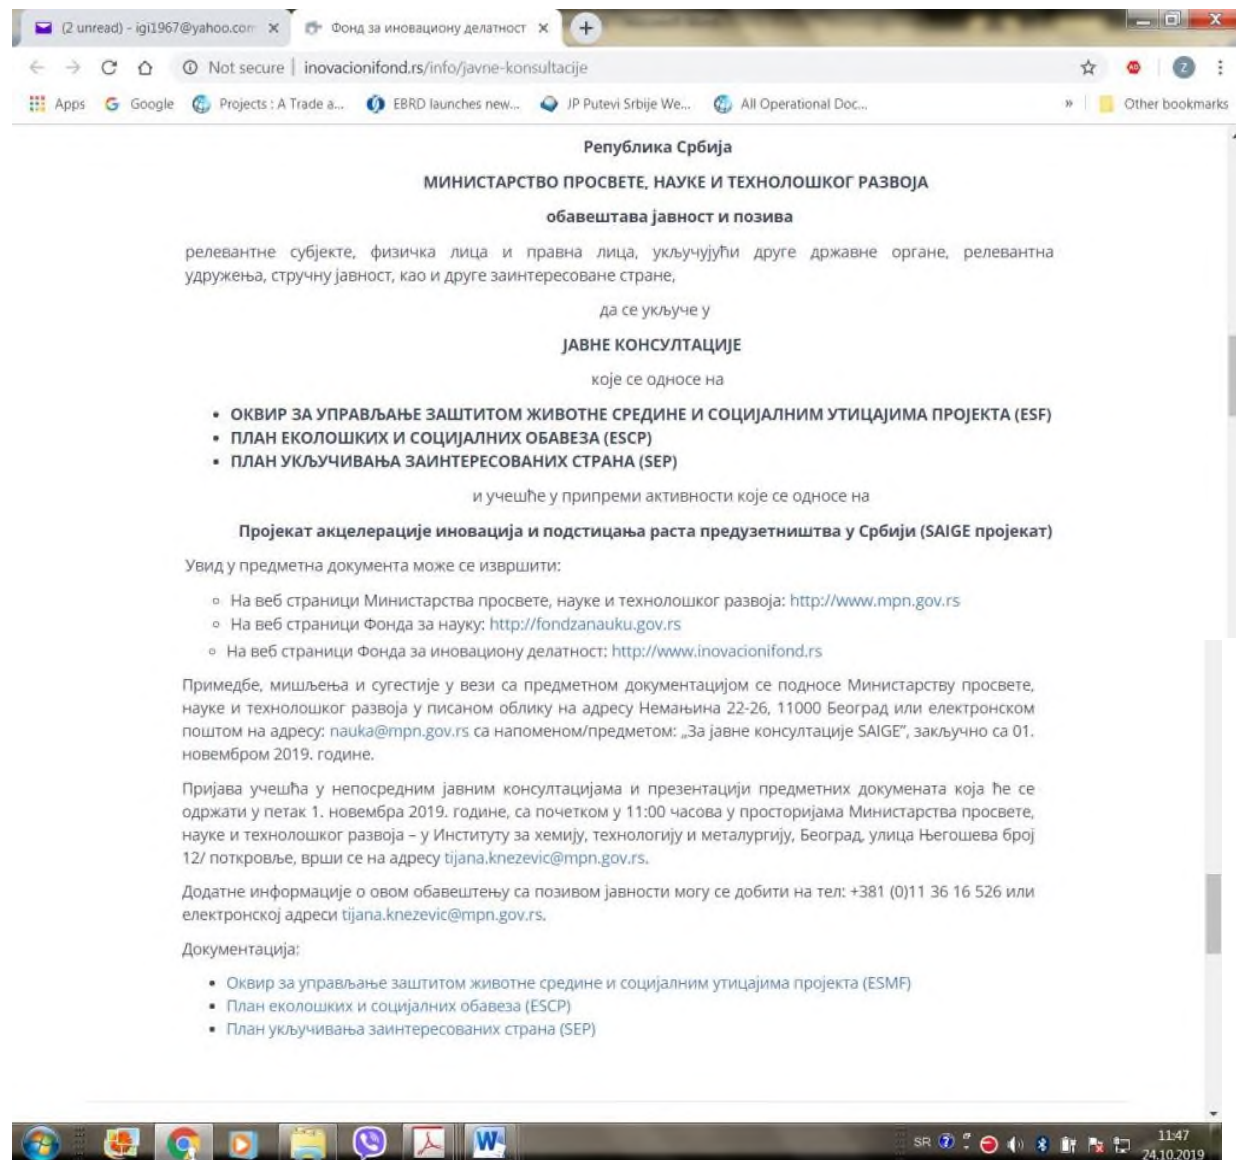 (2 unread) - igi1967@yahoo.com
Фонд за иновациону делатност
Not secure | inovacionifond.rs/info/javne-konsultacije
Apps Google Projects : A Trade a... EBRD launches new... JP Putevi Srbije We... All Operational Doc... » Other bookmarks
Република Србија
МИНИСТАРСТВО ПРОСВЕТЕ, НАУКЕ И ТЕХНОЛОШКОГ РАЗВОЈА
обавештава јавност и позива
релевантне субјекте, физичка лица и правна лица, укључујући друге државне органе, релевантна
удружења, стручну јавност, као и друге заинтересоване стране,
да се укључе у
ЈАВНЕ КОНСУЛТАЦИЈЕ
које се односе на
• ОКВИР ЗА УПРАВЉАЊЕ ЗАШТИТОМ ЖИВОТНЕ СРЕДИНЕ И СОЦИЈАЛНИМ УТИЦАЈИМА ПРОЈЕКТА (ESF)
• ПЛАН ЕКОЛОШКИХ И СОЦИЈАЛНИХ ОБАВЕЗА (ESCP)
• ПЛАН УКЉУЧИВАЊА ЗАИНТЕРЕСОВАНИХ СТРАНА (SEP)
и учешће у припреми активности које се односе на
Пројекат акцелерације иновација и подстицања раста предузетништва у Србији (SAIGE пројекат)
Увид у предметна документа може се извршити:
На веб страници Министарства просвете, науке и технолошког развоја: http://www.mpn.gov.rs
На веб страници Фонда за науку: http://fondzanauku.gov.rs
На веб страници Фонда за иновациону делатност: http://www.inovacionifond.rs
Примедбе, мишљења и сугестије у вези са предметном документацијом се подносе Министарству просвете,
науке и технолошког развоја у писаном облику на адресу Немањина 22-26, 11000 Београд или електронском
поштом на адресу: nauka@mpn.gov.rs са напоменом/предметом: „За јавне консултације SAIGE", закључно са 01.
новембром 2019. године.
Пријава учешћа у непосредним јавним консултацијама и презентацији предметних докумената која ће се
одржати у петак 1. новембра 2019. године, са почетком у 11:00 часова у просторијама Министарства просвете,
науке и технолошког развоја – у Институту за хемију, технологију и металургију, Београд, улица Његошева број
12/ поткровље, врши се на адресу tijana.knezevic@mpn.gov.rs.
Додатне информације о овом обавештењу са позивом јавности могу се добити на тел: +381 (0)11 36 16 526 или
електронској адреси tijana.knezevic@mpn.gov.rs.
Документација:
• Оквир за управљање заштитом животне средине и социјалним утицајима пројекта (ESMF)
• План еколошких и социјалних обавеза (ESCP)
• План укључивања заинтересованих страна (SEP)
SR 11:47
24.10.2019